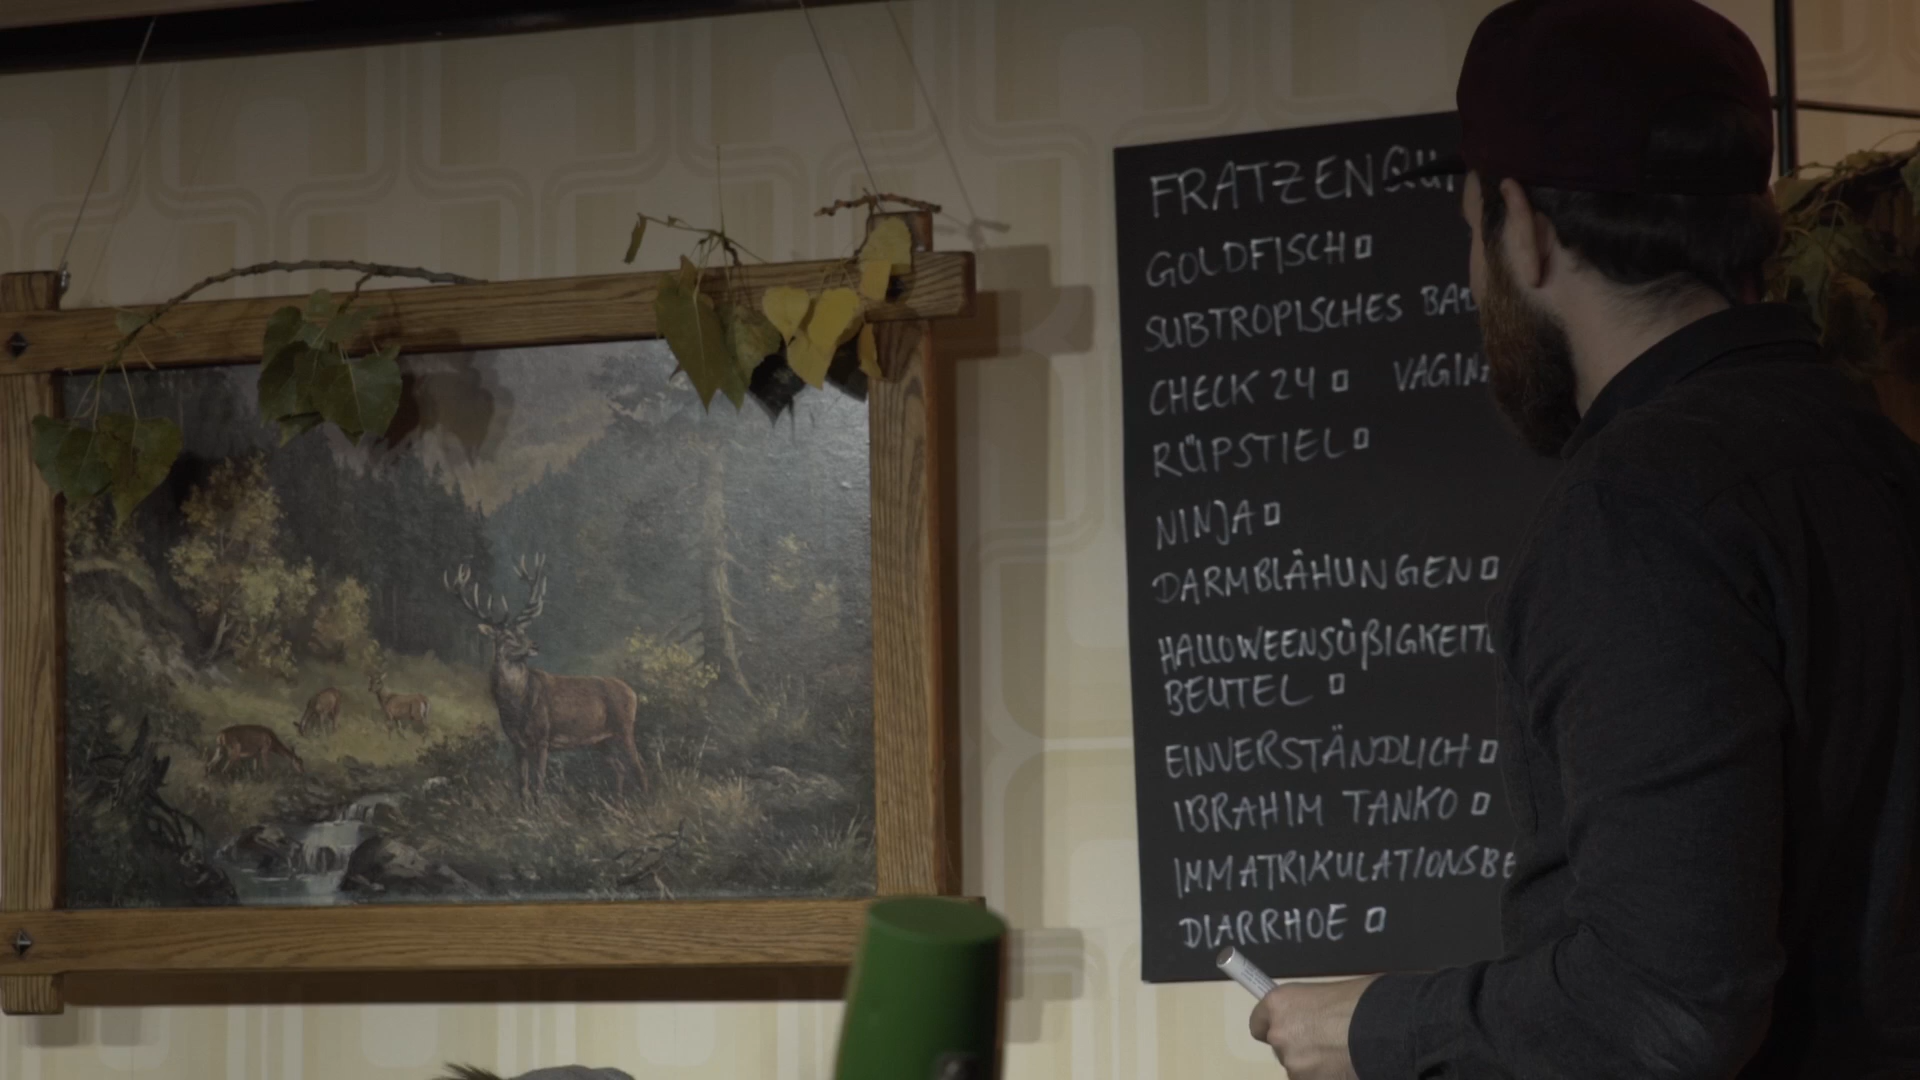 FRATZEN
GOLDFISCH
SUBTROPISCHES
CHECK 24
RÜPSTIEL
NINJA
DARMBLÄHUNGEN
BEUTEL
EINVERSTÄNDLICH
IBRAHIM TANKO
DIARRHOE